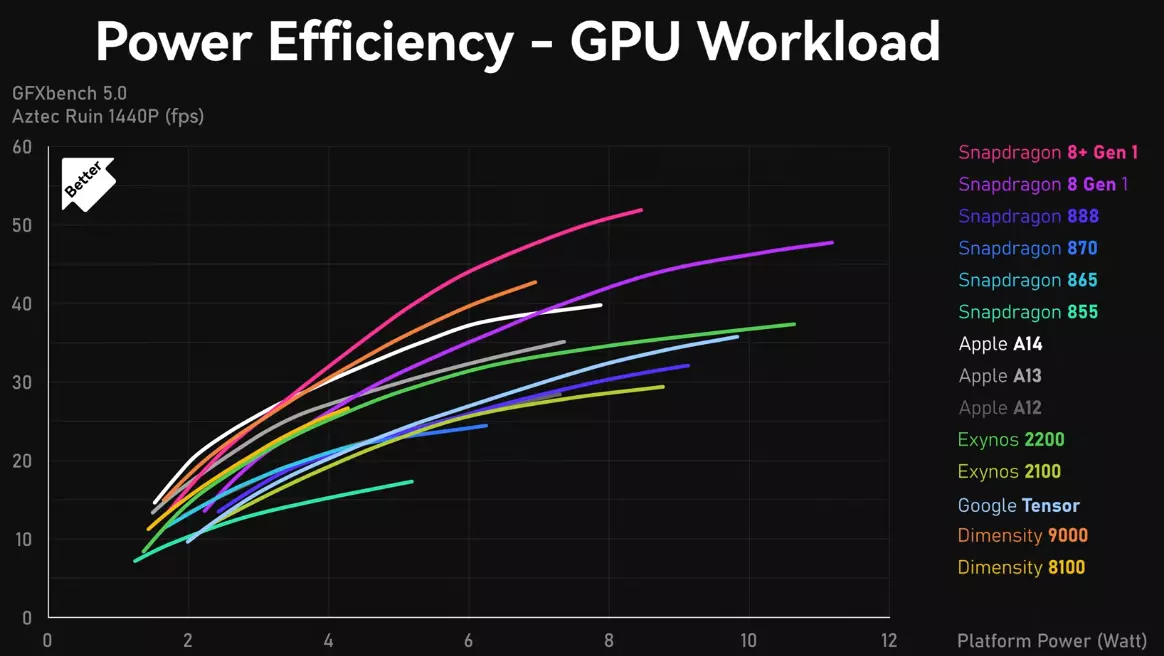 Power Efficiency - GPU Workload
GFXbench 5.0
Aztec Ruin 1440P (fps)
60
50
40
30
20
10
0
Better
0 2 4 6 8 10 12
Platform Power (Watt)
Snapdragon 8+ Gen 1
Snapdragon 8 Gen 1
Snapdragon 888
Snapdragon 870
Snapdragon 865
Snapdragon 855
Apple A14
Apple A13
Apple A12
Exynos 2200
Exynos 2100
Google Tensor
Dimensity 9000
Dimensity 8100